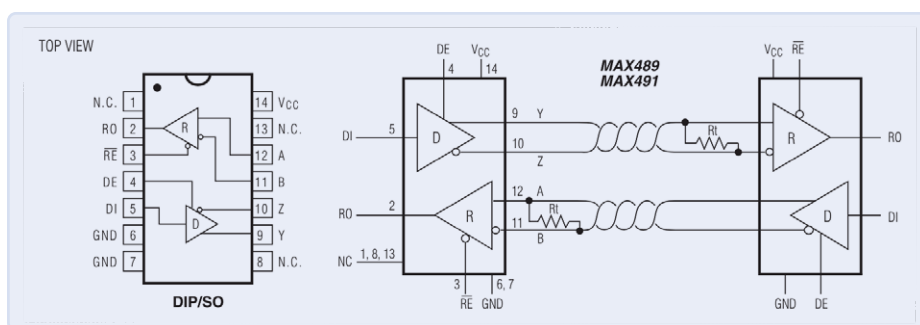 TOP VIEW
N.C. 1
RO 2
RE 3
DE 4
DI 5
GND 6
GND 7
14 VCC
13 N.C.
12 A
11 B
10 Z
9 Y
8 N.C.
R
D
DIP/SO
DE
4
VCC
14
MAX489
MAX491
VCC
RE
DI
5
D
9 Y
10
Z
Rt
R
RO
RO
2
R
12 A
11
B
Rt
D
DI
NC
1, 8, 13
3
RE
GND
6, 7
GND
DE